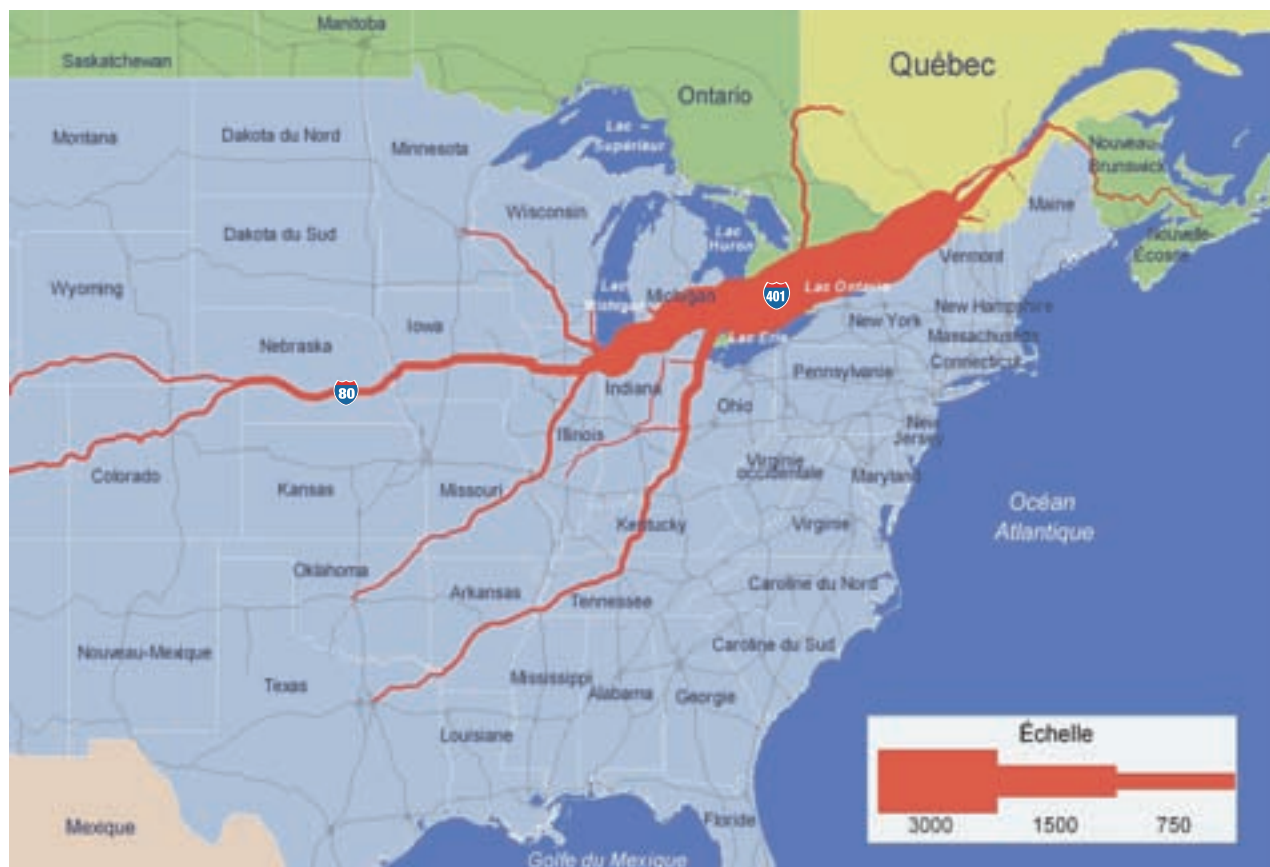 Manitoba
Saskatchewan
Québec
Ontario
Montana
Dakota du Nord
Minnesota
Lac
Supérieur
Nouveau-
Brunswick
Wisconsin
Maine
Dakota du Sud
Lac
Huron
Nouvelle-
Écosse
Vermont
Wyoming
Lac
Michigan
Michigan
401
Lac Ontario
New Hampshire
Iowa
New York
Massachusetts
Nebraska
Lac Érié
Connecticut
Pennsylvanie
80
Indiana
Ohio
New
Jersey
Illinois
Virginie
occidentale
Maryland
Colorado
Kansas
Missouri
Océan
Atlantique
Kentucky
Virginie
Oklahoma
Arkansas
Caroline du Nord
Tennessee
Nouveau-Mexique
Caroline du Sud
Texas
Mississippi
Alabama
Georgie
Louisiane
Échelle
3000
1500
750
Floride
Mexique
Golfe du Mexique